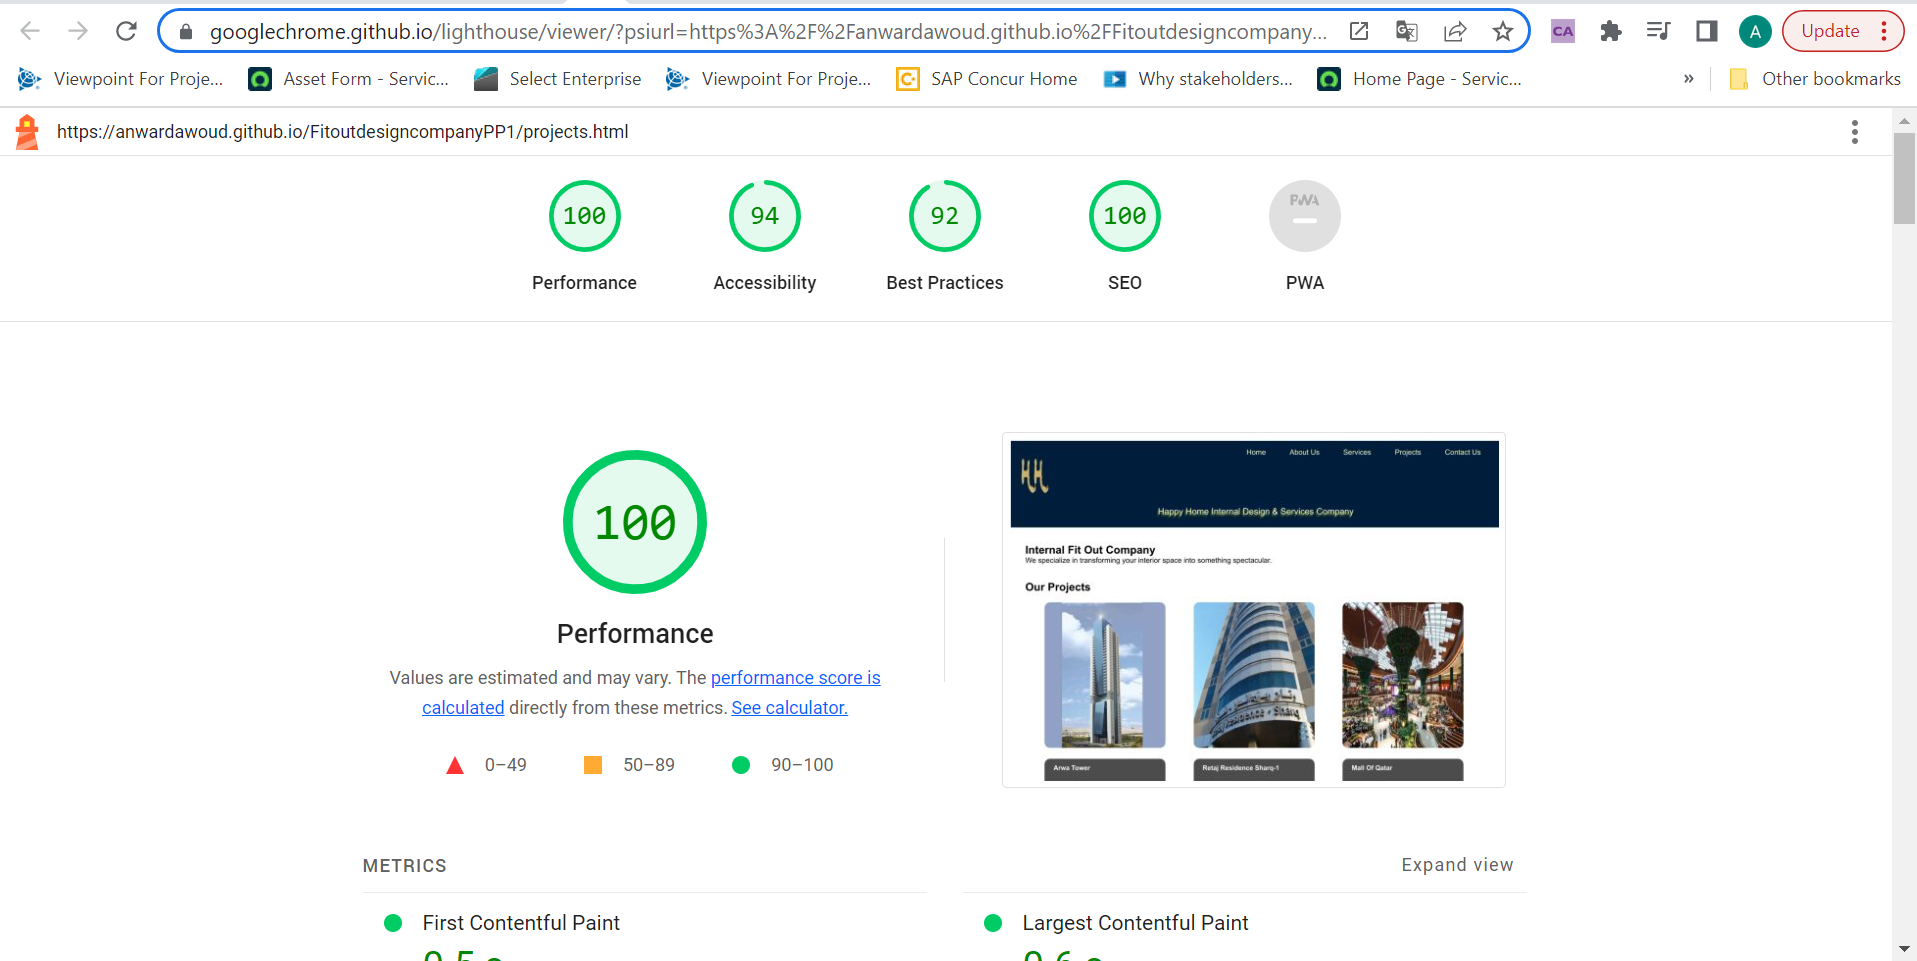 googlechrome.github.io/lighthouse/viewer/?psiurl=https%3A%2F%2Fanwardawoud.github.io%2FFitoutdesigncompany...
CA
A
Update
Viewpoint For Proje...
Asset Form - Servic...
Select Enterprise
Viewpoint For Proje...
SAP Concur Home
Why stakeholders...
Home Page - Servic...
»
Other bookmarks
https://anwardawoud.github.io/FitoutdesigncompanyPP1/projects.html
100
94
92
100
PWA
Performance
Accessibility
Best Practices
SEO
PWA
100
Performance
Values are estimated and may vary. The performance score is
calculated directly from these metrics. See calculator.
0–49
50–89
90–100
Home
About Us
Services
Projects
Contact Us
HH
Happy Home Internal Design & Services Company
Internal Fit Out Company
We specialize in transforming your interior space into something spectacular.
Our Projects
Arwa Tower
Retaj Residence Sharq-1
Mall Of Qatar
METRICS
Expand view
First Contentful Paint
Largest Contentful Paint